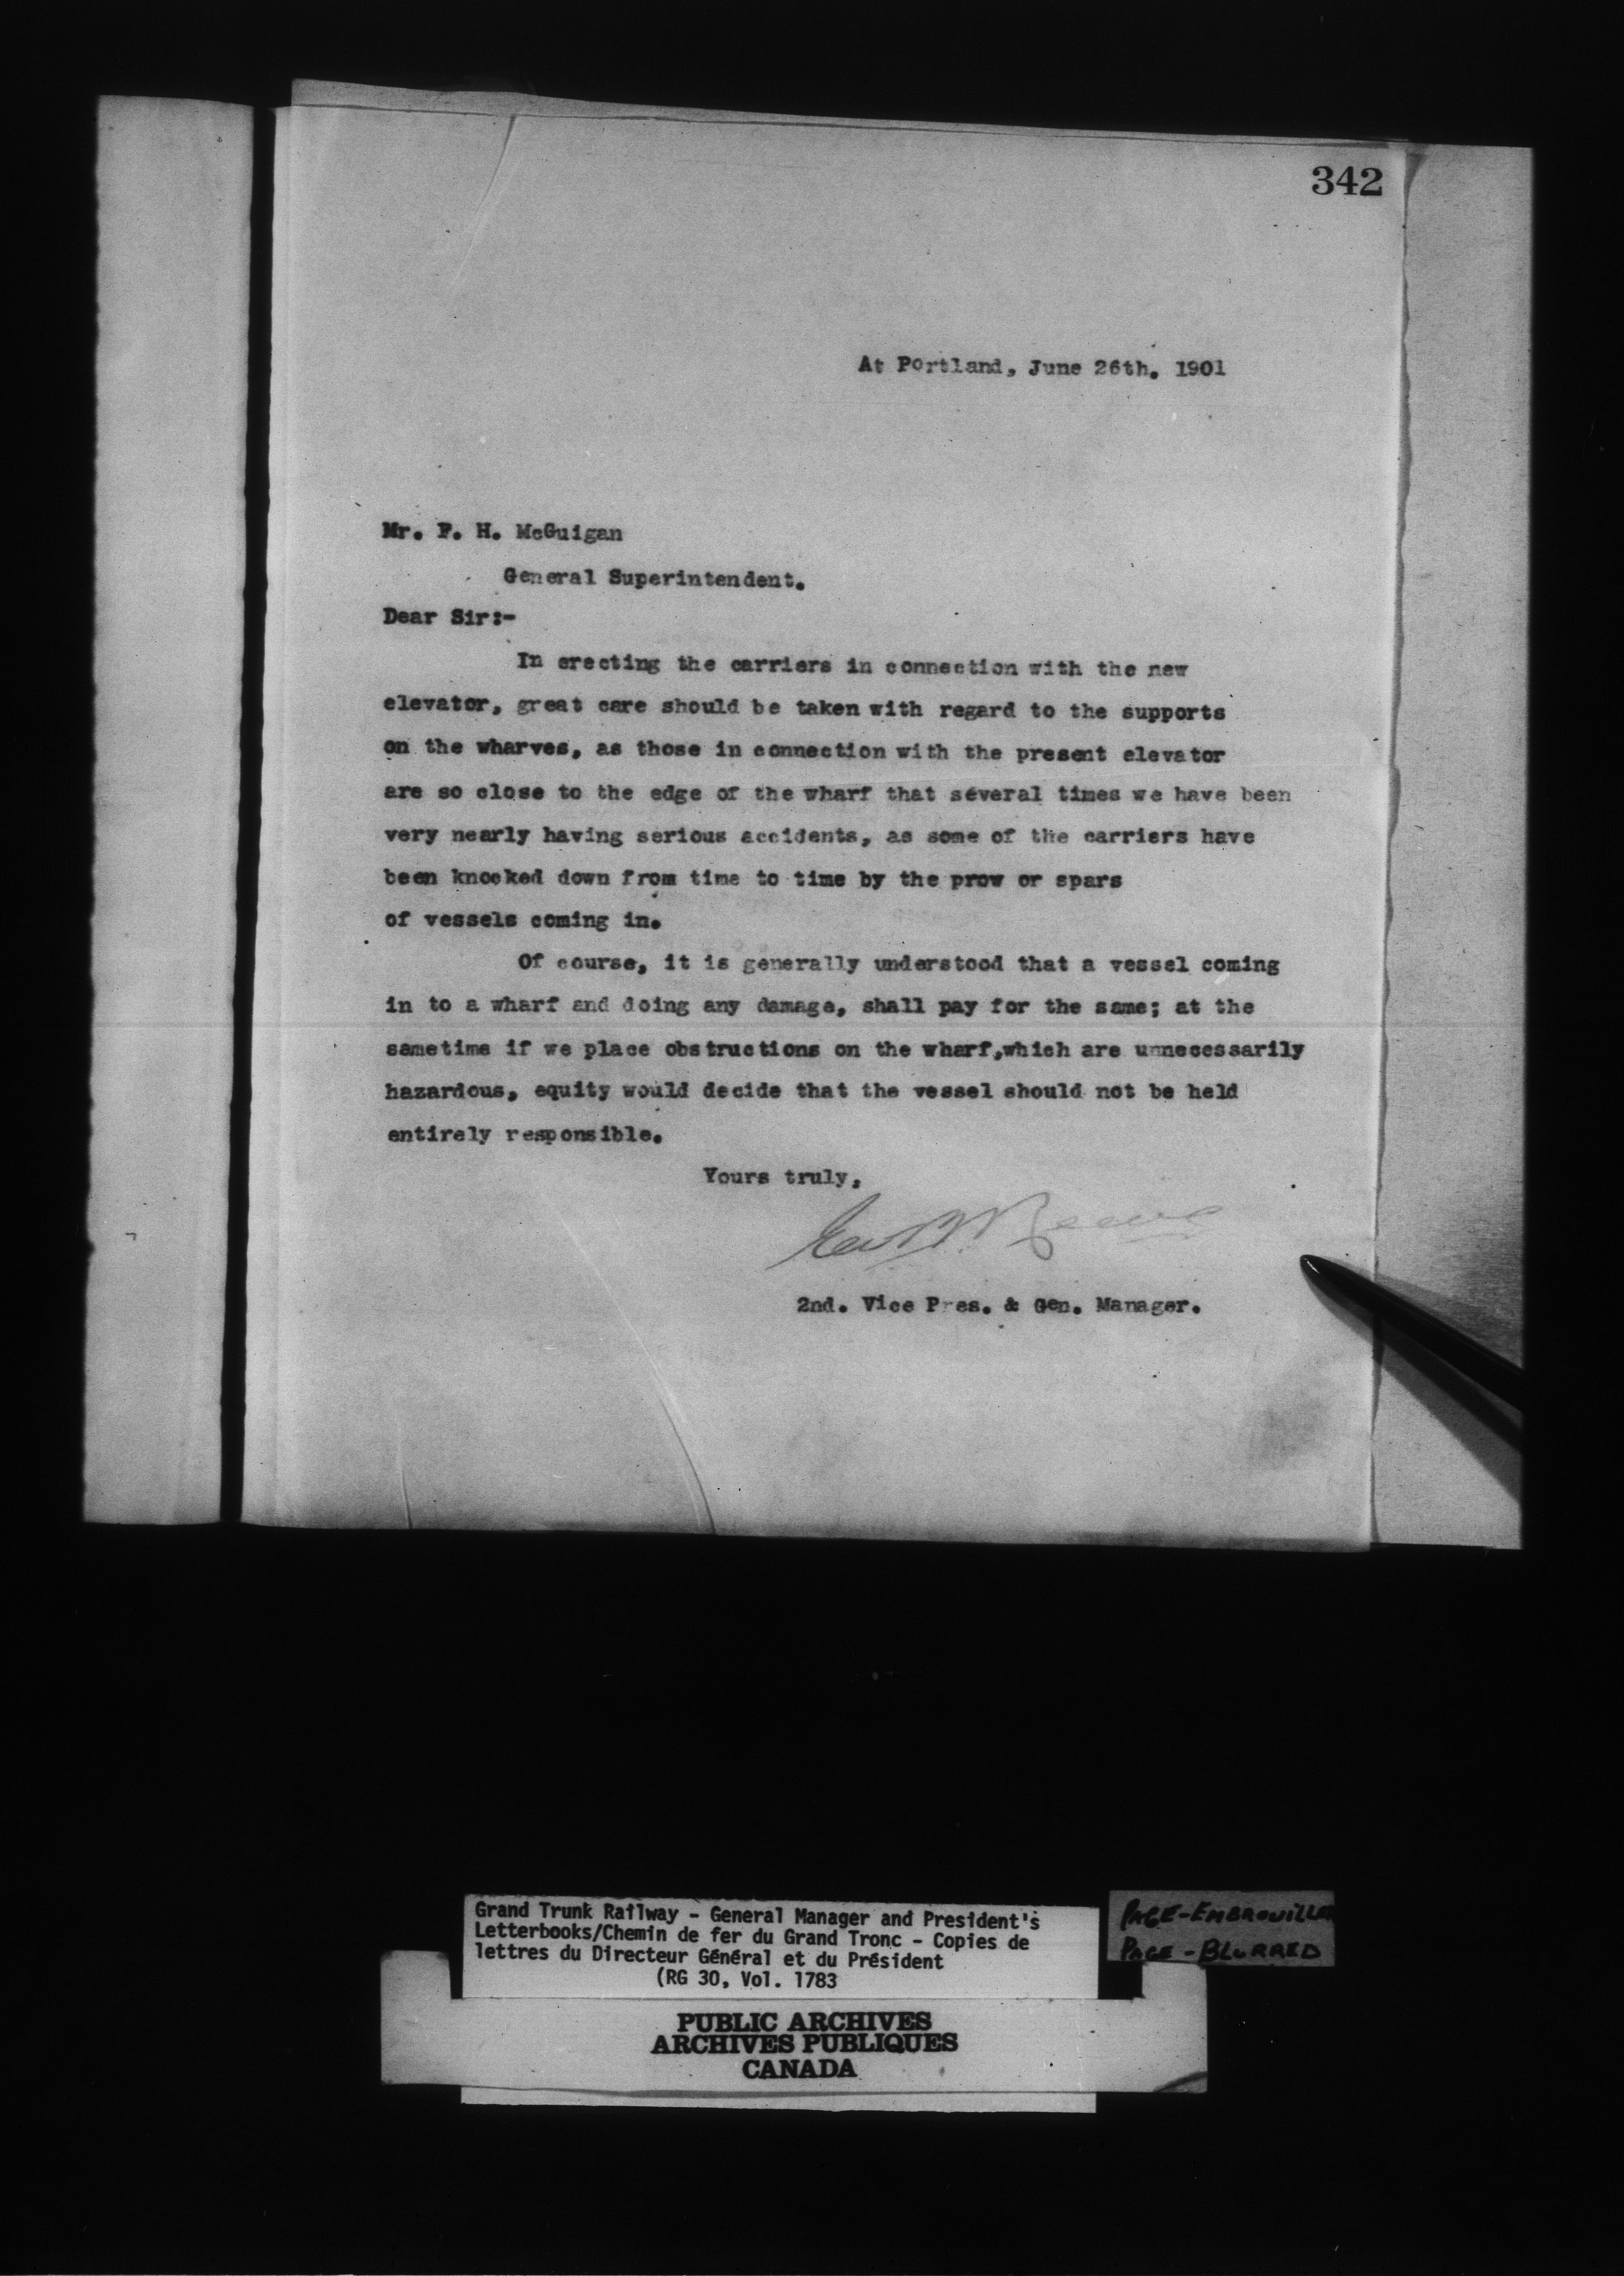 342
At Portland, June 26th. 1901
Mr. F. H. McGuigan
General Superintendent.
Dear Sir:-
In erecting the carriers in connection with the new
elevator, great care should be taken with regard to the supports
on the wharves, as those in connection with the present elevator
are so close to the edge of the wharf that several times we have been
very nearly having serious accidents, as some of the carriers have
been knocked down from time to time by the prow or spars
of vessels coming in.
Of course, it is generally understood that a vessel coming
in to a wharf and doing any damage, shall pay for the same; at the
sametime if we place obstructions on the wharf,which are unnecessarily
hazardous, equity would decide that the vessel should not be held
entirely responsible.
Yours truly,
Geo B Reeve
2nd. Vice Pres. & Gen. Manager.
Grand Trunk Railway - General Manager and President's
Letterbooks/Chemin de fer du Grand Tronc - Copies de
lettres du Directeur Général et du Président
(RG 30, Vol. 1783
PAGE-EMBROUILLEE
PAGE-BLURRED
PUBLIC ARCHIVES
ARCHIVES PUBLIQUES
CANADA